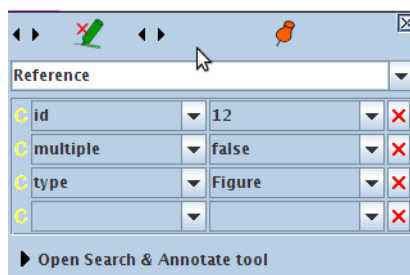 Reference
C id 12
C multiple false
C type Figure
C
Open Search & Annotate tool